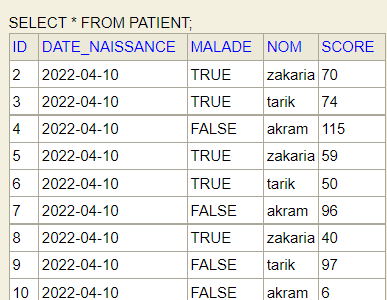 SELECT * FROM PATIENT;
ID DATE_NAISSANCE MALADE NOM SCORE
2 2022-04-10 TRUE zakaria 70
3 2022-04-10 TRUE tarik 74
4 2022-04-10 FALSE akram 115
5 2022-04-10 TRUE zakaria 59
6 2022-04-10 TRUE tarik 50
7 2022-04-10 FALSE akram 96
8 2022-04-10 TRUE zakaria 40
9 2022-04-10 FALSE tarik 97
10 2022-04-10 FALSE akram 6